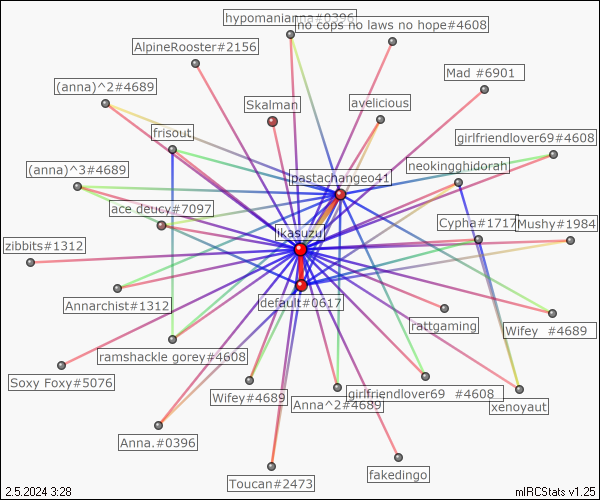 hypomanianna#0396
no cops no laws no hope#4608
AlpineRooster#2156
Mad #6901
(anna)^2#4689
Skalman
avelicious
frisout
girlfriendlover69#4608
neokingghidorah
(anna)^3#4689
pastachangeo41
ace deucy#7097
Cypha#1717
Mushy#1984
ikasuzu
zibbits#1312
default#0617
Annarchist#1312
rattgaming
Wifey  #4689
ramshackle gorey#4608
Soxy Foxy#5076
Wifey#4689
Anna^2#4689
girlfriendlover69  #4608
xenoyaut
Anna.#0396
fakedingo
Toucan#2473
2.5.2024 3:28
mIRCStats v1.25